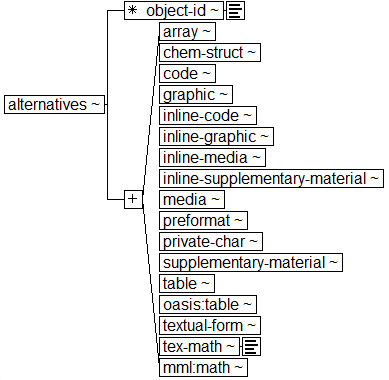 * object-id ~
array ~
chem-struct ~
code ~
graphic ~
alternatives ~
inline-code ~
inline-graphic ~
inline-media ~
inline-supplementary-material ~
+
media ~
preformat ~
private-char ~
supplementary-material ~
table ~
oasis:table ~
textual-form ~
tex-math ~
mml:math ~